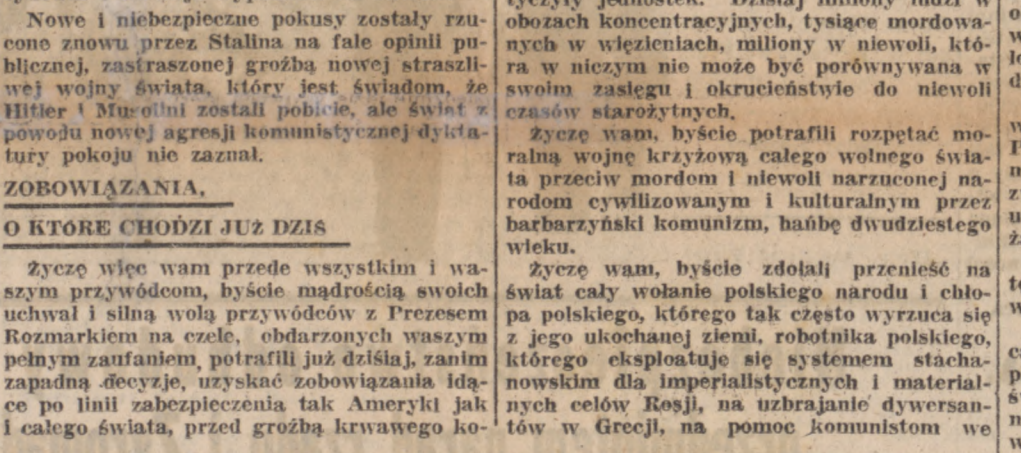 Nowe i niebezpieczne pokusy zostały rzu-
cone znowu przez Stalina na fale opinii pu-
blicznej, zastraszonej groźbą nowej straszli-
wej wojny świata, który jest świadom, że
Hitler i Musolini zostali pobicie, ale świat z
powodu nowej agresji komunistycznej dykta-
tury pokoju nie zaznał.
ZOBOWIĄZANIA,
O KTÓRE CHODZI JUŻ DZIŚ
Życzę więc wam przede wszystkim i wa-
szym przywódcom, byście mądrością swoich
uchwał i silną wolą przywódców z Prezesem
Rozmarkiem na czele, obdarzonych waszym
pełnym zaufaniem, potrafili już dziśiaj, zanim
zapadną decyzje, uzyskać zobowiązania idą-
ce po linii zabezpieczenia tak Ameryki jak
i całego świata, przed groźbą krwawego ko-
obozach koncentracyjnych, tysiące mordowa-
nych w więzieniach, miliony w niewoli, któ-
ra w niczym nie może być porównywana w
swoim zasięgu i okrucieństwie do niewoli
czasów starożytnych.
Życzę wam, byście potrafili rozpętać mo-
ralną wojnę krzyżową całego wolnego świa-
ta przeciw mordom i niewoli narzuconej na-
rodom cywilizowanym i kulturalnym przez
barbarzyński komunizm, hańbę dwudziestego
wieku.
Życzę wam, byście zdołali przenieść na
świat cały wołanie polskiego narodu i chło-
pa polskiego, którego tak często wyrzuca się
z jego ukochanej ziemi, robotnika polskiego,
którego eksploatuje się systemem stacha-
nowskim dla imperialistycznych i material-
nych celów Rosji, na uzbrajanie dywersan-
tów w Grecji, na pomoc komunistom we